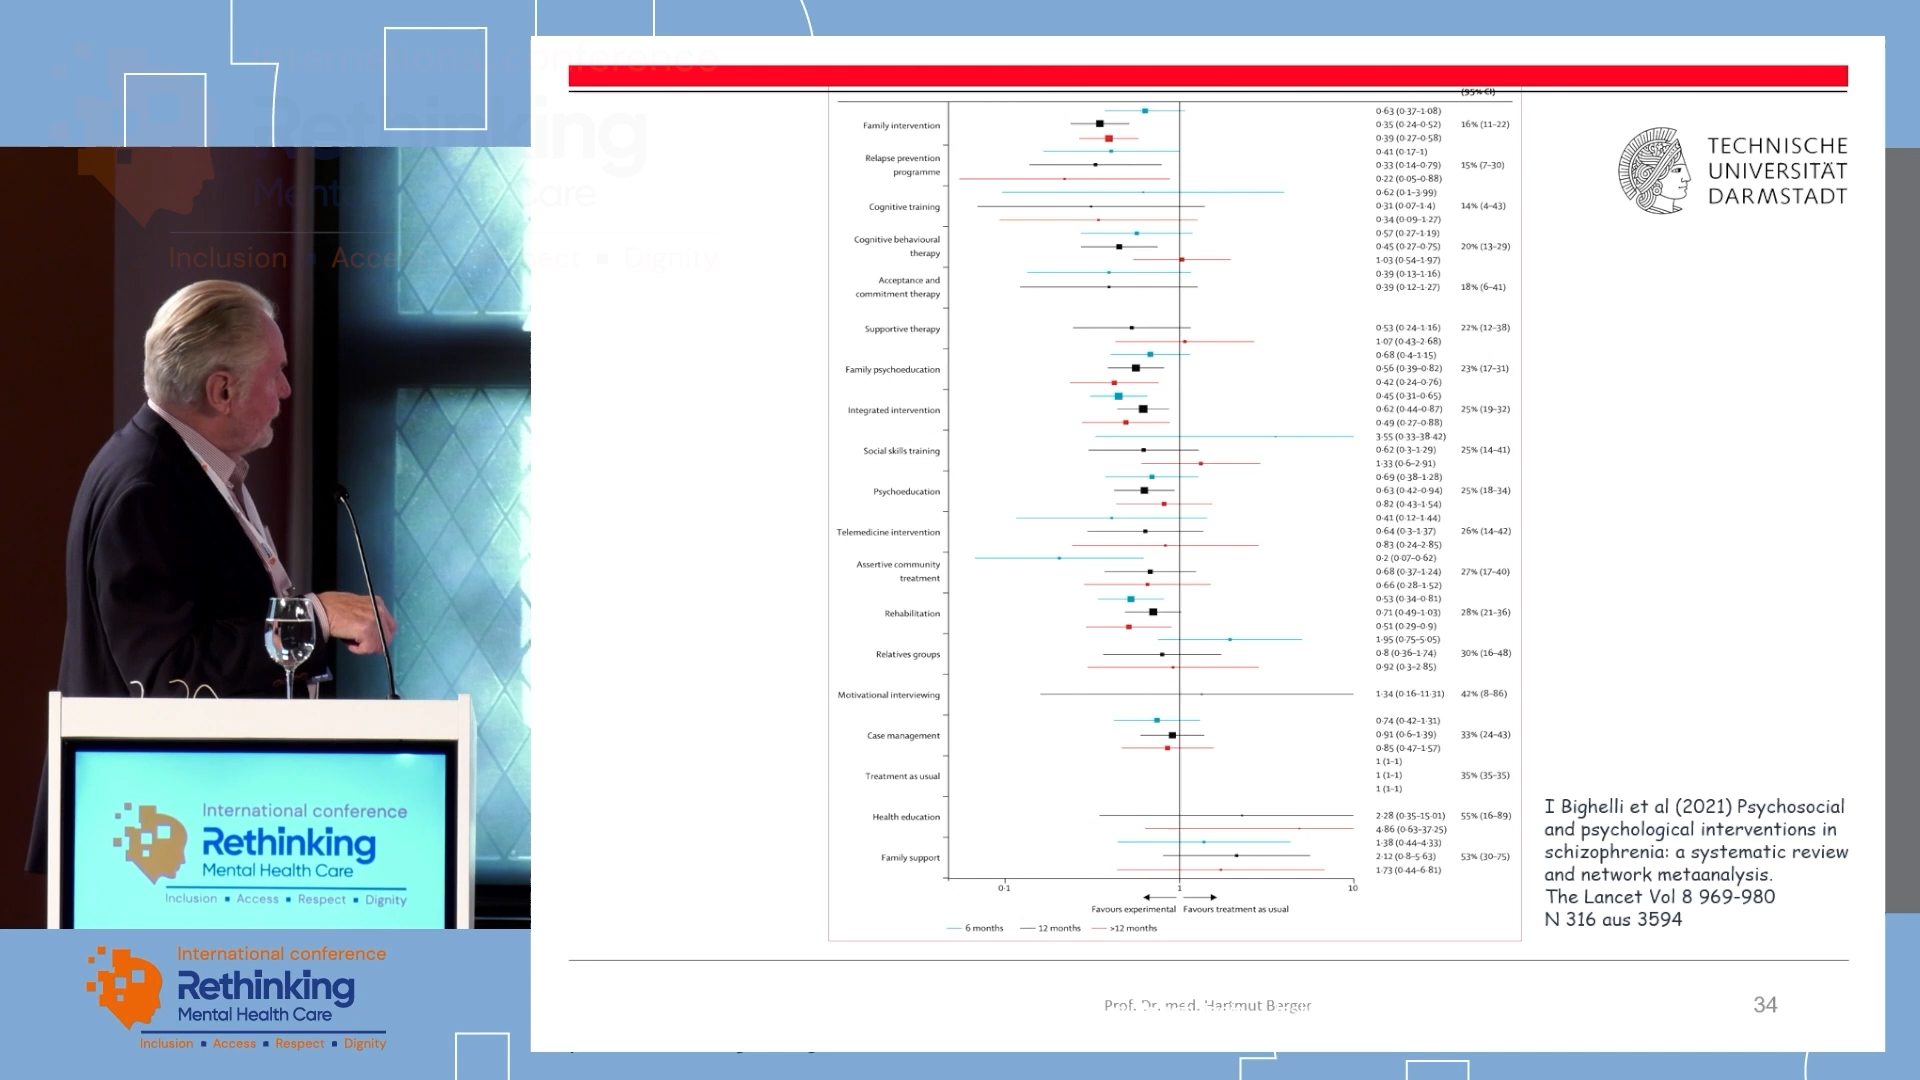 (95% CI)
0·63 (0·37–1·08)
Family intervention 0·35 (0·24–0·52) 16% (11–22)
0·39 (0·27–0·58)
0·41 (0·17–1)
Relapse prevention
programme
0·33 (0·14–0·79) 15% (7–30)
0·22 (0·05–0·88)
0·62 (0·1–3·99)
Cognitive training 0·31 (0·07–1·4) 14% (4–43)
0·34 (0·09–1·27)
0·57 (0·27–1·19)
Cognitive behavioural
therapy
0·45 (0·27–0·75) 20% (13–29)
1·03 (0·54–1·97)
0·39 (0·13–1·16)
Acceptance and
commitment therapy
0·39 (0·12–1·27) 18% (6–41)
Supportive therapy 0·53 (0·24–1·16) 22% (12–38)
1·07 (0·43–2·68)
0·68 (0·4–1·15)
Family psychoeducation 0·56 (0·39–0·82) 23% (17–31)
0·42 (0·24–0·76)
0·45 (0·31–0·65)
Integrated intervention 0·62 (0·44–0·87) 25% (19–32)
0·49 (0·27–0·88)
3·55 (0·33–38·42)
Social skills training 0·62 (0·3–1·29) 25% (14–41)
1·33 (0·6–2·91)
0·69 (0·38–1·28)
Psychoeducation 0·63 (0·42–0·94) 25% (18–34)
0·82 (0·43–1·54)
0·41 (0·12–1·44)
Telemedicine intervention 0·64 (0·3–1·37) 26% (14–42)
0·83 (0·24–2·85)
0·2 (0·07–0·62)
Assertive community
treatment
0·68 (0·37–1·24) 27% (17–40)
0·66 (0·28–1·52)
0·53 (0·34–0·81)
Rehabilitation 0·71 (0·49–1·03) 28% (21–36)
0·51 (0·29–0·9)
1·95 (0·75–5·05)
Relatives groups 0·8 (0·36–1·74) 30% (16–48)
0·92 (0·3–2·85)
Motivational interviewing 1·34 (0·16–11·31) 42% (8–86)
0·74 (0·42–1·31)
Case management 0·91 (0·6–1·39) 33% (24–43)
0·85 (0·47–1·57)
1 (1–1)
Treatment as usual 1 (1–1) 35% (35–35)
1 (1–1)
Health education 2·28 (0·35–15·01) 55% (16–89)
4·86 (0·63–37·25)
1·38 (0·44–4·33)
Family support 2·12 (0·8–5·63) 53% (30–75)
1·73 (0·44–6·81)
0·1 1 10
Favours experimental Favours treatment as usual
6 months 12 months >12 months
TECHNISCHE
UNIVERSITÄT
DARMSTADT
I Bighelli et al (2021) Psychosocial
and psychological interventions in
schizophrenia: a systematic review
and network metaanalysis.
The Lancet Vol 8 969-980
N 316 aus 3594
Prof. Dr. med. Hartmut Berger
34
International conference
Rethinking
Mental Health Care
Inclusion ▪ Access ▪ Respect ▪ Dignity
International conference
Rethinking
Mental Health Care
Inclusion ▪ Access ▪ Respect ▪ Dignity